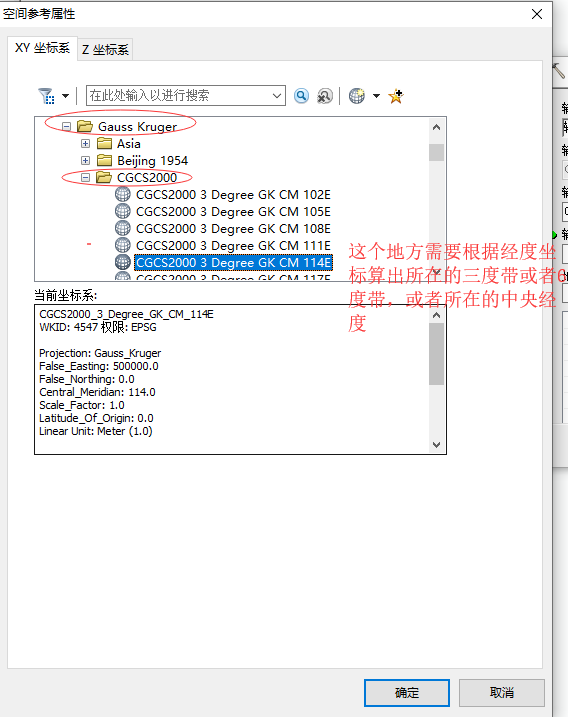 空间参考属性
XY 坐标系
Z 坐标系
在此处输入以进行搜索
Gauss Kruger
Asia
Beijing 1954
CGCS2000
CGCS2000 3 Degree GK CM 102E
CGCS2000 3 Degree GK CM 105E
CGCS2000 3 Degree GK CM 108E
CGCS2000 3 Degree GK CM 111E
CGCS2000 3 Degree GK CM 114E
CGCS2000 3 Degree GK CM 117E
这个地方需要根据经度坐
标算出所在的三度带或者6
度带，或者所在的中央经
度
当前坐标系:
CGCS2000_3_Degree_GK_CM_114E
WKID: 4547 权限: EPSG
Projection: Gauss_Kruger
False_Easting: 500000.0
False_Northing: 0.0
Central_Meridian: 114.0
Scale_Factor: 1.0
Latitude_Of_Origin: 0.0
Linear Unit: Meter (1.0)
确定
取消